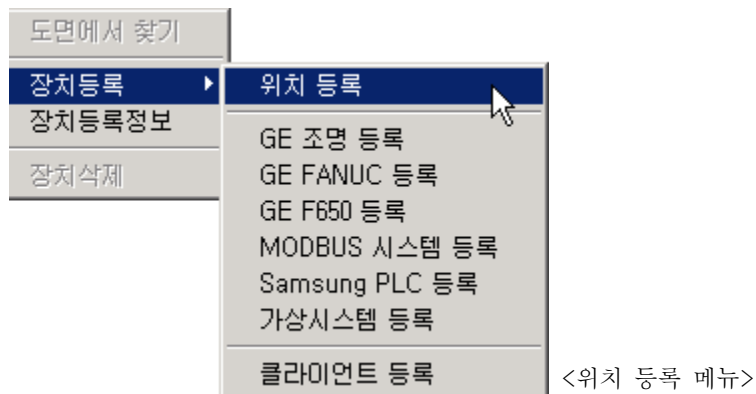 도면에서 찾기
장치등록
장치등록정보
장치삭제
위치 등록
GE 조명 등록
GE FANUC 등록
GE F650 등록
MODBUS 시스템 등록
Samsung PLC 등록
가상시스템 등록
클라이언트 등록
<위치 등록 메뉴>